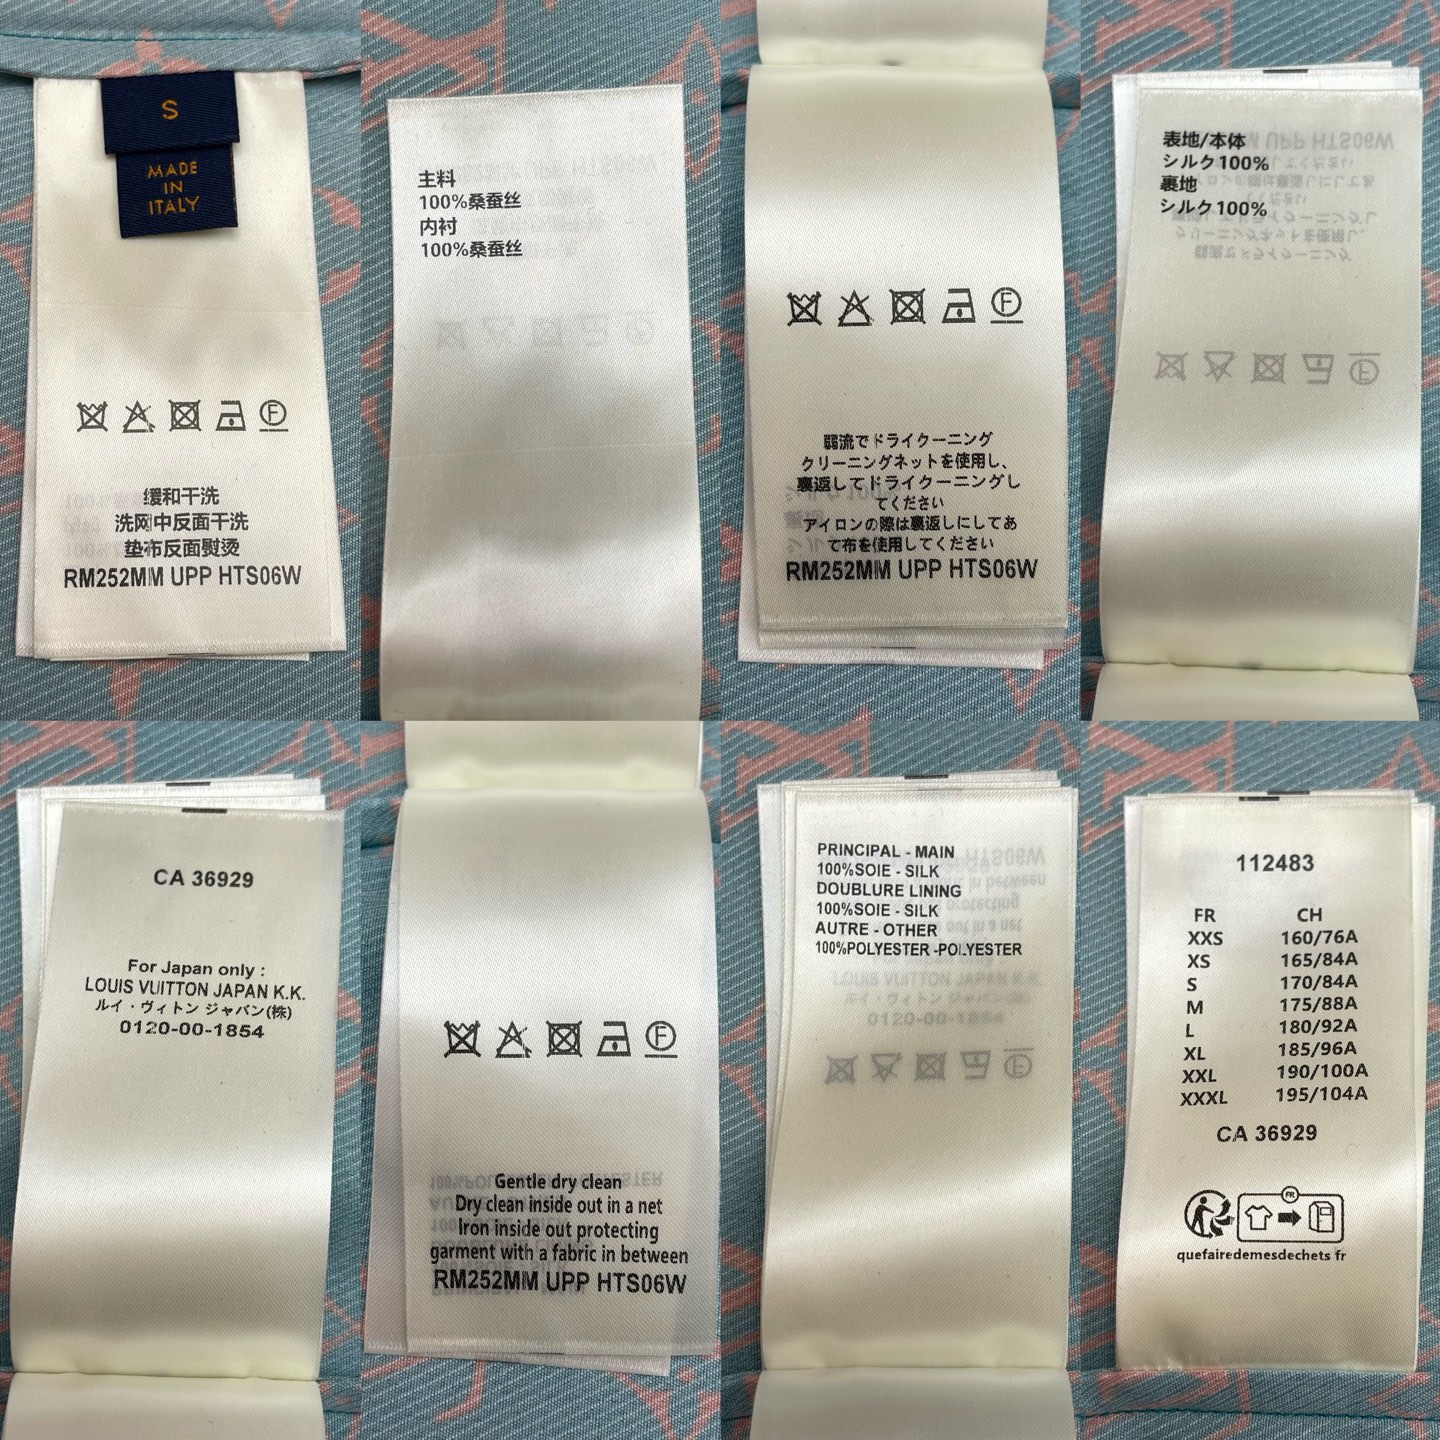 S
MADE
IN
ITALY
缓和干洗
洗网中反面干洗
垫布反面熨烫
RM252MM UPP HTS06W
主料
100%桑蚕丝
内衬
100%桑蚕丝
F
弱流でドライクーニング
クリーニングネットを使用し、
裏返してドライクーニングし
てください
アイロンの際は裏返しにしてあ
て布を使用してください
RM252MM UPP HTS06W
表地/本体
シルク100%
裏地
シルク100%
CA 36929
For Japan only :
LOUIS VUITTON JAPAN K.K.
ルイ・ヴィトン ジャバン(株)
0120-00-1854
F
Gentle dry clean
Dry clean inside out in a net
Iron inside out protecting
garment with a fabric in between
RM252MM UPP HTS06W
PRINCIPAL - MAIN
100%SOIE - SILK
DOUBLURE LINING
100%SOIE - SILK
AUTRE - OTHER
100%POLYESTER -POLYESTER
112483
FR CH
XXS 160/76A
XS 165/84A
S 170/84A
M 175/88A
L 180/92A
XL 185/96A
XXL 190/100A
XXXL 195/104A
CA 36929
FR
quefairedemesdechets fr